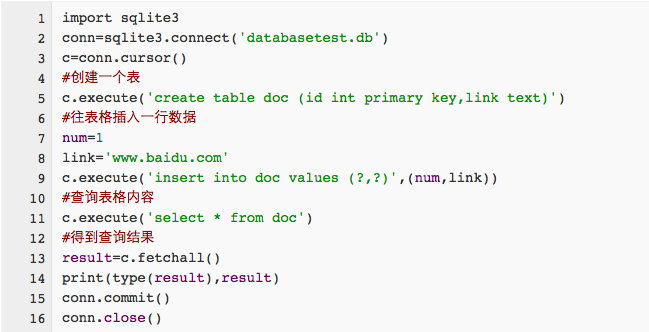 1 import sqlite3
2 conn=sqlite3.connect('databasetest.db')
3 c=conn.cursor()
4 #创建一个表
5 c.execute('create table doc (id int primary key,link text)')
6 #往表格插入一行数据
7 num=1
8 link='www.baidu.com'
9 c.execute('insert into doc values (?,?)',(num,link))
10 #查询表格内容
11 c.execute('select * from doc')
12 #得到查询结果
13 result=c.fetchall()
14 print(type(result),result)
15 conn.commit()
16 conn.close()